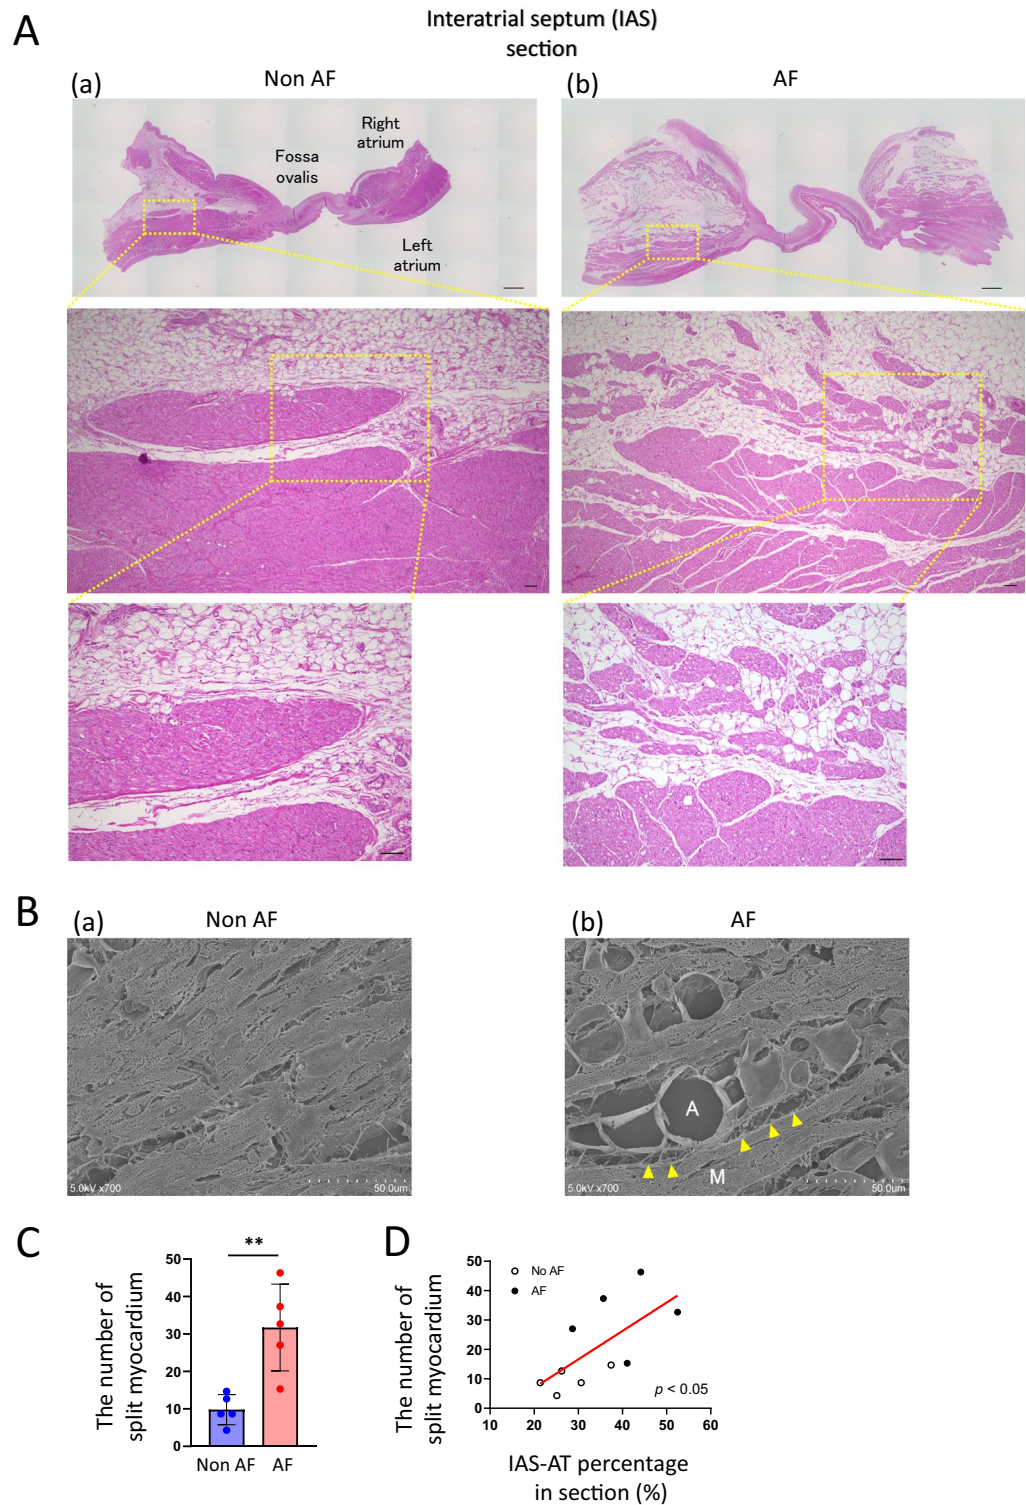 A
Interatrial septum (IAS)
section
(a)
Non AF
(b)
AF
Right
atrium
Fossa
ovalis
Left
atrium
B
(a)
Non AF
(b)
AF
5.0kV x700
50.0um
A
M
5.0kV x700
50.0um
C
The number of
split myocardium
**
50
40
30
20
10
0
Non AF
AF
D
The number of
split myocardium
50
40
30
20
10
0
No AF
AF
p < 0.05
10
20
30
40
50
60
IAS-AT percentage
in section (%)